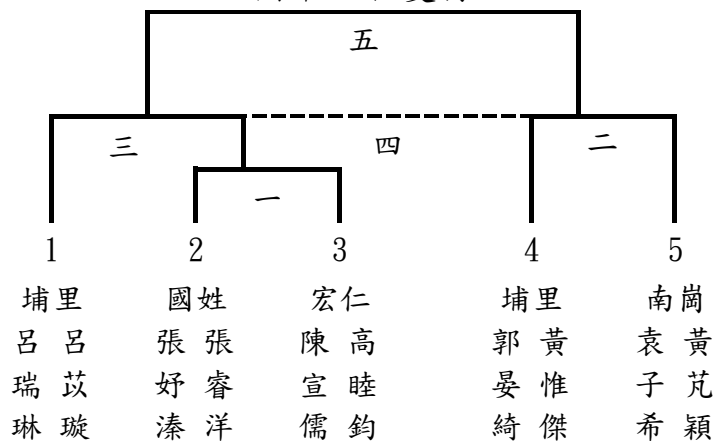 五
三 四 二
一
1 2 3 4 5
埔里 國姓 宏仁 埔里 南崗
呂 呂 張 張 陳 高 郭 黃 袁 黃
瑞 苡 妤 睿 宣 睦 晏 惟 子 芃
琳 璇 溱 洋 儒 鈞 綺 傑 希 穎